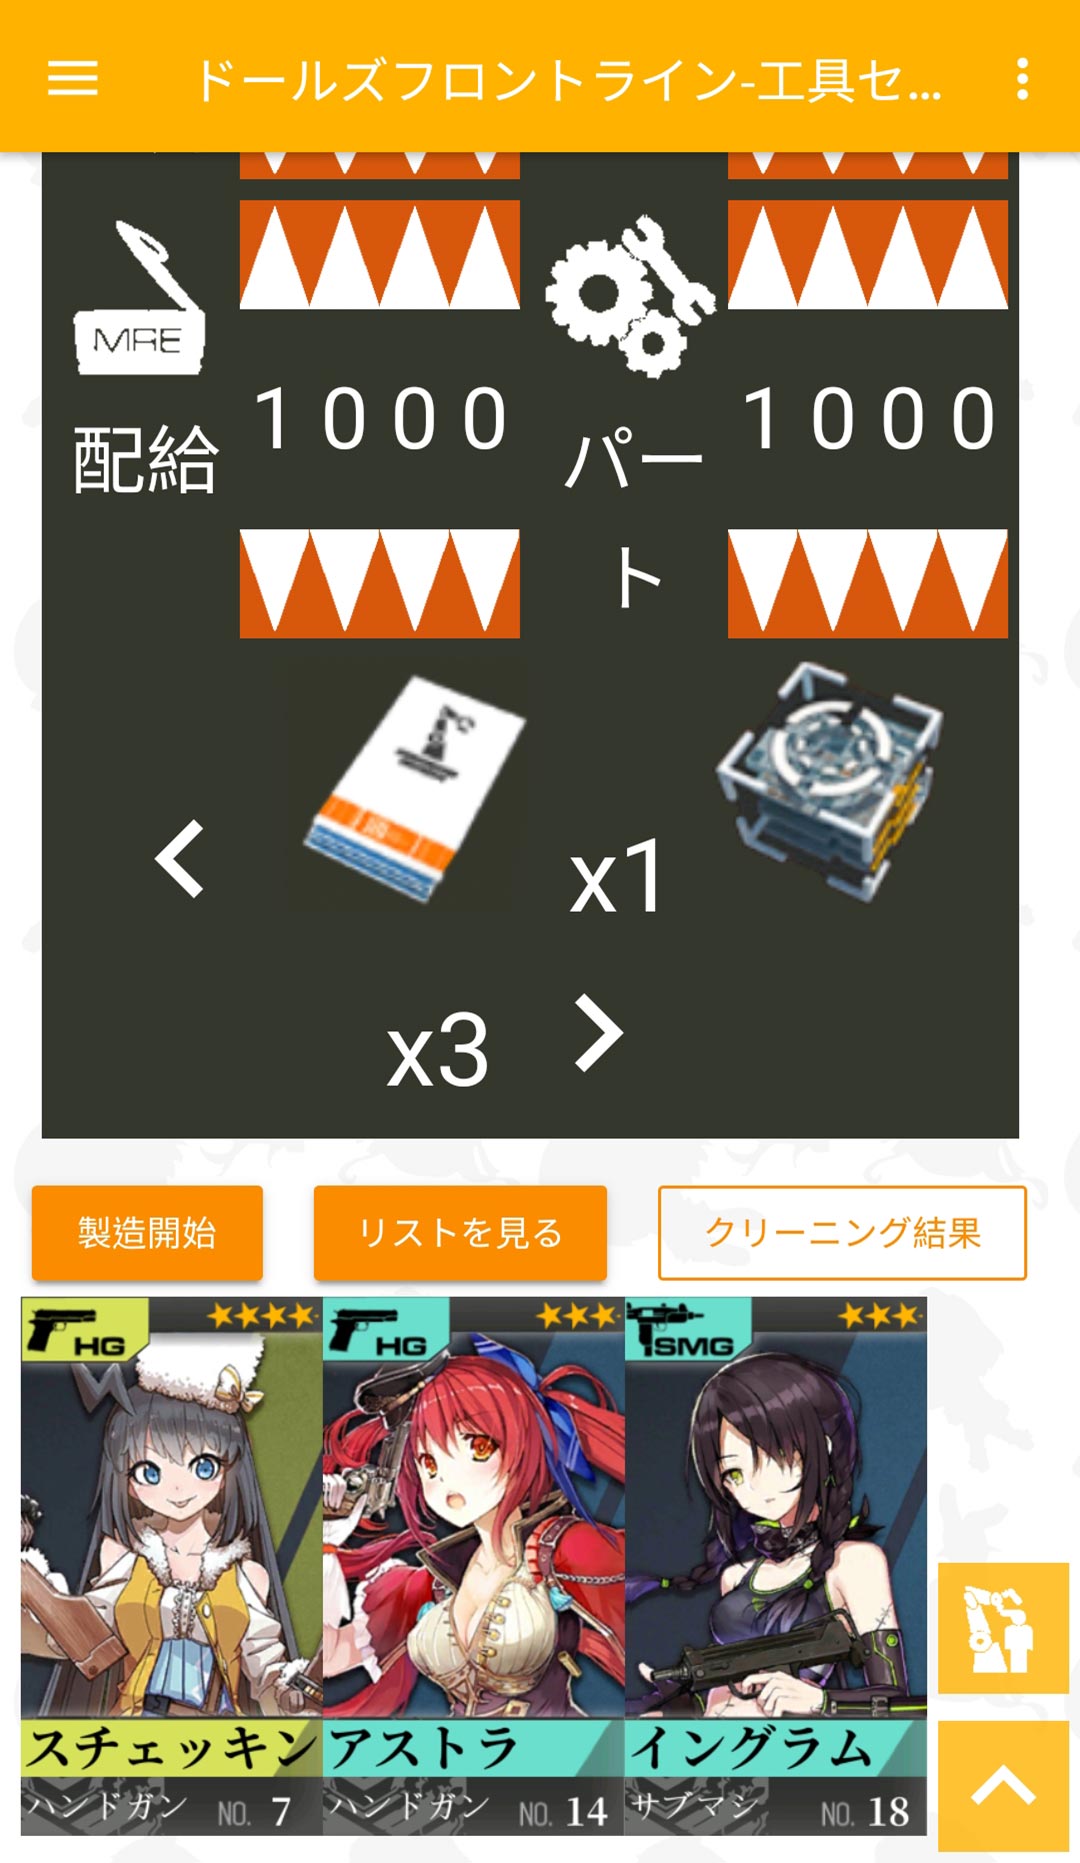 ドールズフロントライン-工具セ...
MRE
1000
配給
1000
パー
ト
x1
x3
製造開始
リストを見る
クリーニング結果
HG
HG
SMG
スチェッキン
アストラ
イングラム
ハンドガン NO. 7
ハンドガン NO. 14
サブマシ NO. 18